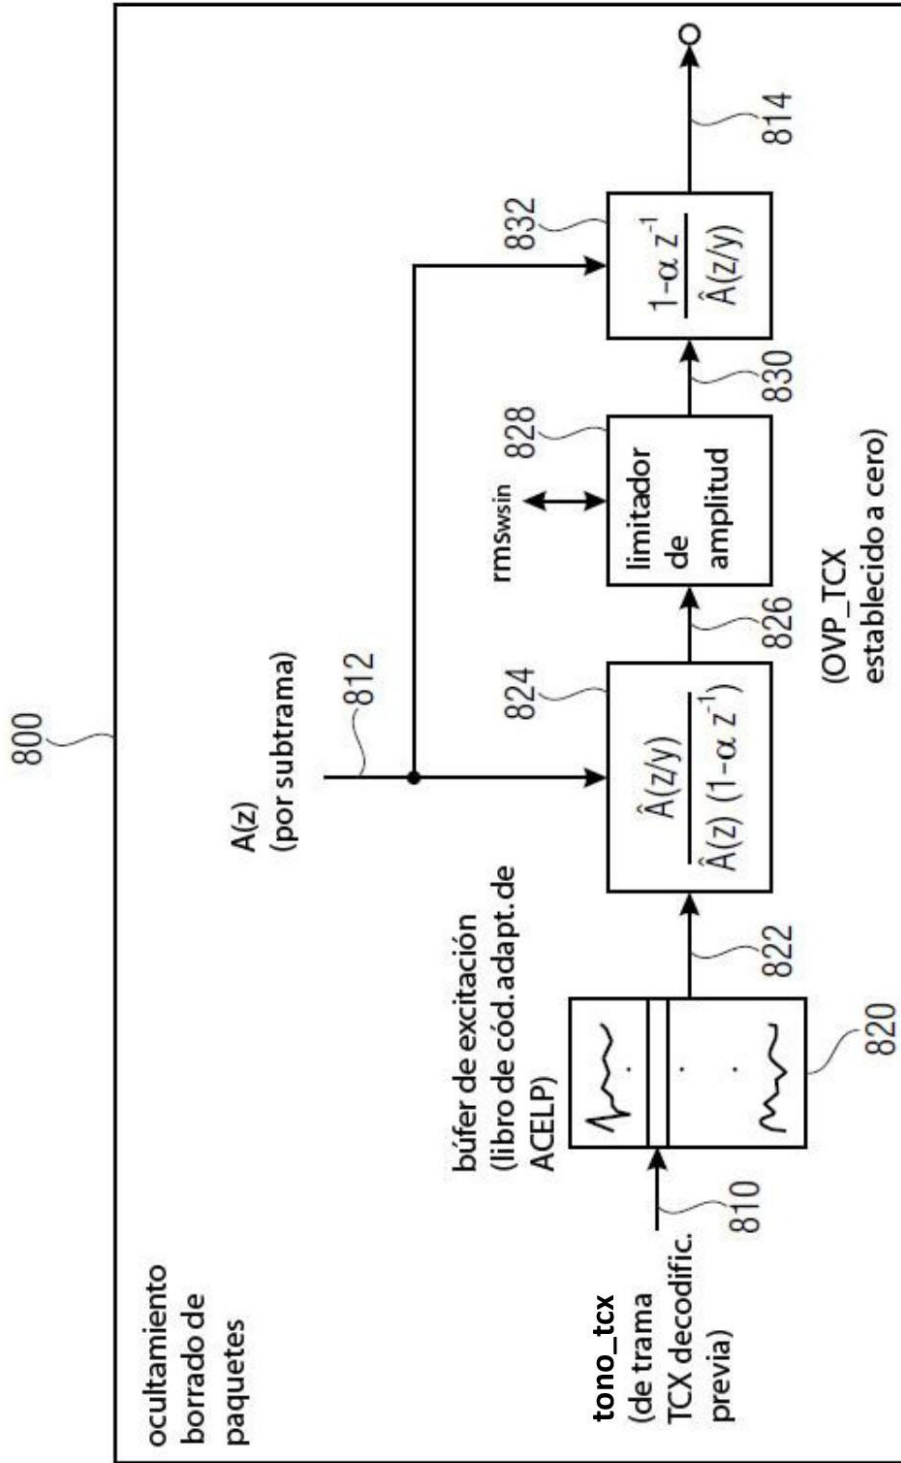 800
ocultamiento
borrado de
paquetes
A(z)
(por subtrama)
812
búfer de excitación
(libro de cód.adapt.de
ACELP)
tono_tcx
(de trama
TCX decodific.
previa)
810
820
822
824
Â(z/y)
Â(z) (1-α z⁻¹)
826
rmswsin
828
limitador
de
amplitud
(OVP_TCX
establecido a cero)
830
832
1-α z⁻¹
Â(z/y)
814